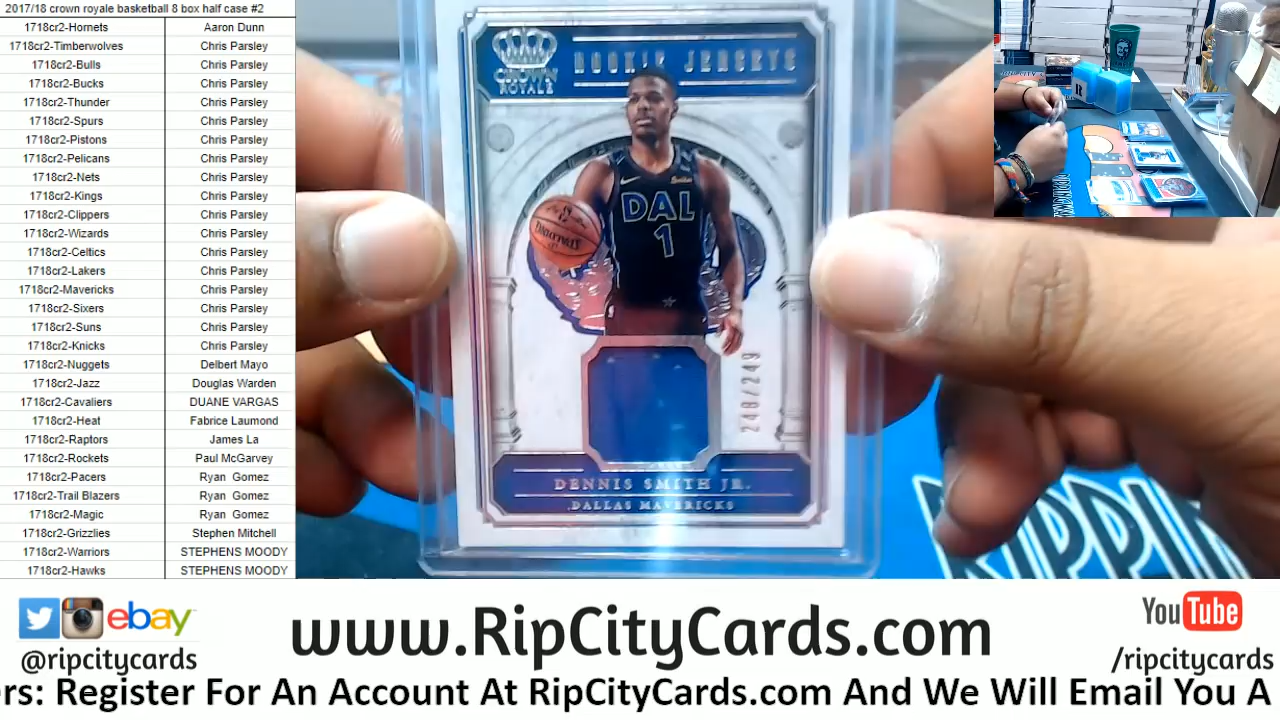 2017/18 crown royale basketball 8 box half case #2
1718cr2-Hornets Aaron Dunn
1718cr2-Timberwolves Chris Parsley
1718cr2-Bulls Chris Parsley
1718cr2-Bucks Chris Parsley
1718cr2-Thunder Chris Parsley
1718cr2-Spurs Chris Parsley
1718cr2-Pistons Chris Parsley
1718cr2-Pelicans Chris Parsley
1718cr2-Nets Chris Parsley
1718cr2-Kings Chris Parsley
1718cr2-Clippers Chris Parsley
1718cr2-Wizards Chris Parsley
1718cr2-Celtics Chris Parsley
1718cr2-Lakers Chris Parsley
1718cr2-Mavericks Chris Parsley
1718cr2-Sixers Chris Parsley
1718cr2-Suns Chris Parsley
1718cr2-Knicks Chris Parsley
1718cr2-Nuggets Delbert Mayo
1718cr2-Jazz Douglas Warden
1718cr2-Cavaliers DUANE VARGAS
1718cr2-Heat Fabrice Laumond
1718cr2-Raptors James La
1718cr2-Rockets Paul McGarvey
1718cr2-Pacers Ryan Gomez
1718cr2-Trail Blazers Ryan Gomez
1718cr2-Magic Ryan Gomez
1718cr2-Grizzlies Stephen Mitchell
1718cr2-Warriors STEPHENS MOODY
1718cr2-Hawks STEPHENS MOODY
CROWN
ROYALE
ROOKIE JERSEYS
DAL
1
SPALDING
248/249
DENNIS SMITH JR.
DALLAS MAVERICKS
RIPPIN
ebay
@ripcitycards
www.RipCityCards.com
YouTube
/ripcitycards
ers: Register For An Account At RipCityCards.com And We Will Email You A